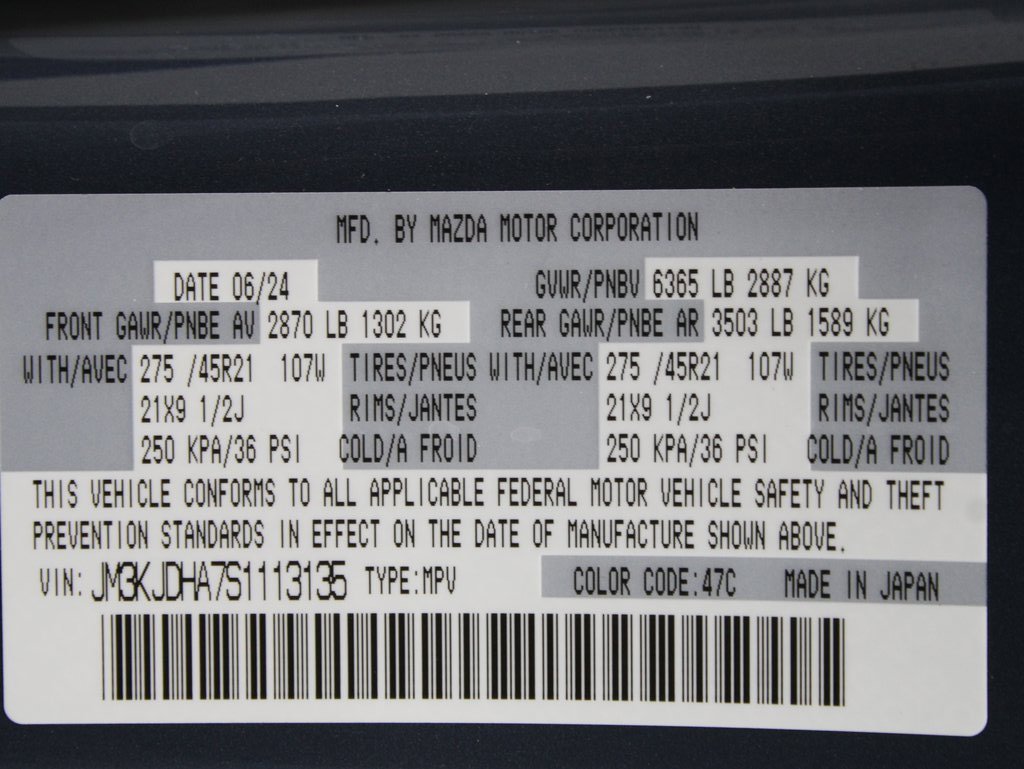 MFD. BY MAZDA MOTOR CORPORATION
DATE 06/24 GVWR/PNBV 6365 LB 2887 KG
FRONT GAWR/PNBE AV 2870 LB 1302 KG REAR GAWR/PNBE AR 3503 LB 1589 KG
WITH/AVEC 275 /45R21 107W TIRES/PNEUS WITH/AVEC 275 /45R21 107W TIRES/PNEUS
21X9 1/2J RIMS/JANTES 21X9 1/2J RIMS/JANTES
250 KPA/36 PSI COLD/A FROID 250 KPA/36 PSI COLD/A FROID
THIS VEHICLE CONFORMS TO ALL APPLICABLE FEDERAL MOTOR VEHICLE SAFETY AND THEFT
PREVENTION STANDARDS IN EFFECT ON THE DATE OF MANUFACTURE SHOWN ABOVE.
VIN: JM3KJDHA7S1113135 TYPE:MPV COLOR CODE:47C MADE IN JAPAN